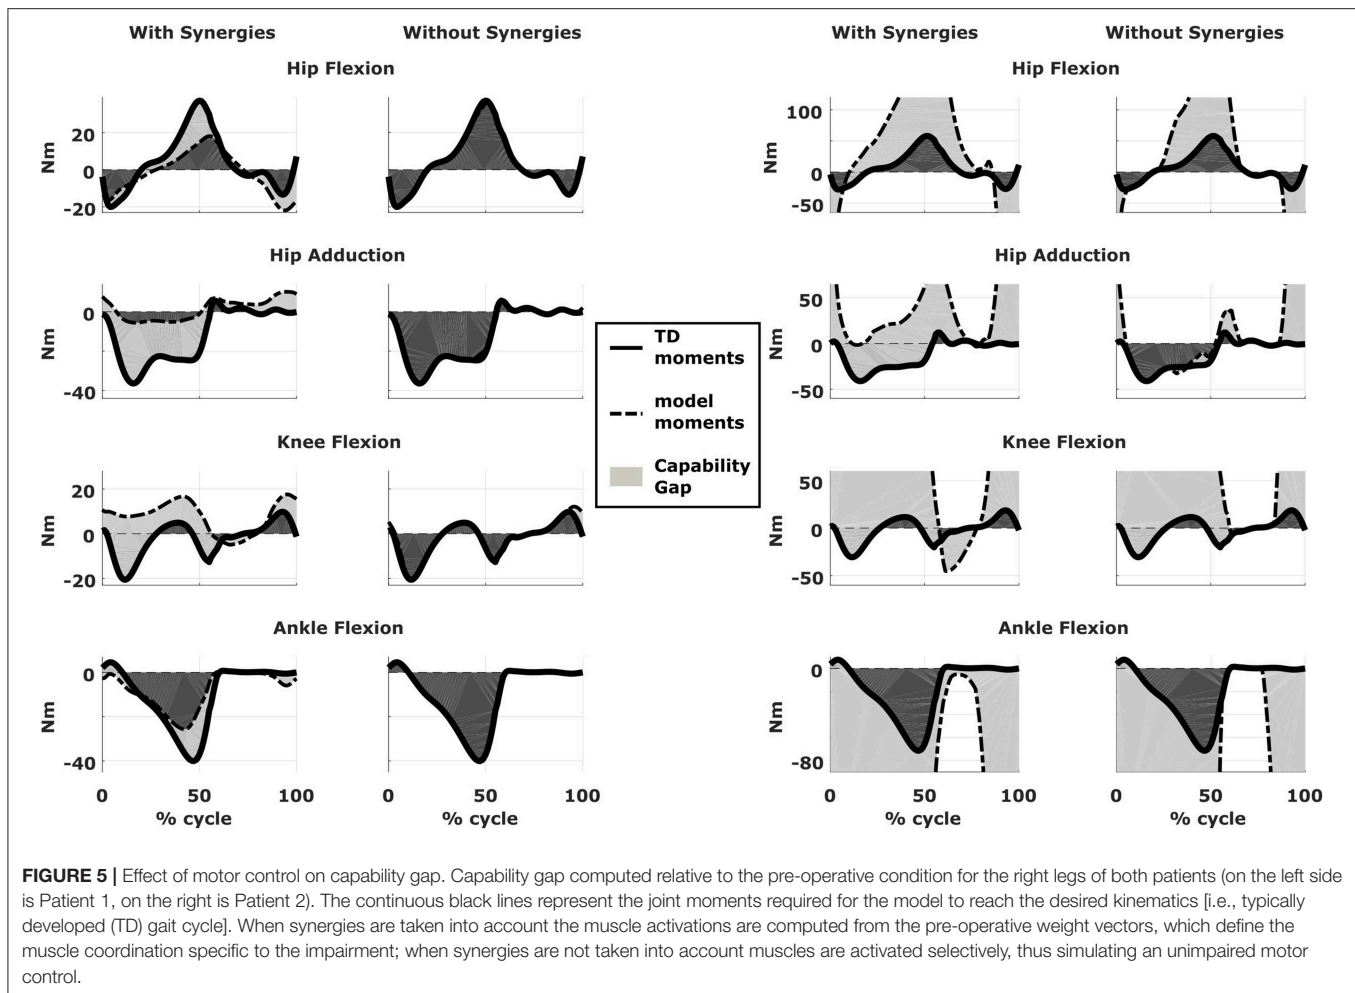 With Synergies
Without Synergies
With Synergies
Without Synergies
Hip Flexion
Hip Flexion
Nm
20
0
-20
Nm
100
0
-50
Hip Adduction
Hip Adduction
0
-40
50
0
-50
TD moments
model moments
Capability Gap
Knee Flexion
Knee Flexion
Nm
20
0
-20
Nm
50
0
-50
Ankle Flexion
Ankle Flexion
Nm
0
-40
Nm
0
-80
0 50 100
0 50 100
0 50 100
0 50 100
% cycle
% cycle
% cycle
% cycle
FIGURE 5 | Effect of motor control on capability gap. Capability gap computed relative to the pre-operative condition for the right legs of both patients (on the left side
is Patient 1, on the right is Patient 2). The continuous black lines represent the joint moments required for the model to reach the desired kinematics [i.e., typically
developed (TD) gait cycle]. When synergies are taken into account the muscle activations are computed from the pre-operative weight vectors, which define the
muscle coordination specific to the impairment; when synergies are not taken into account muscles are activated selectively, thus simulating an unimpaired motor
control.